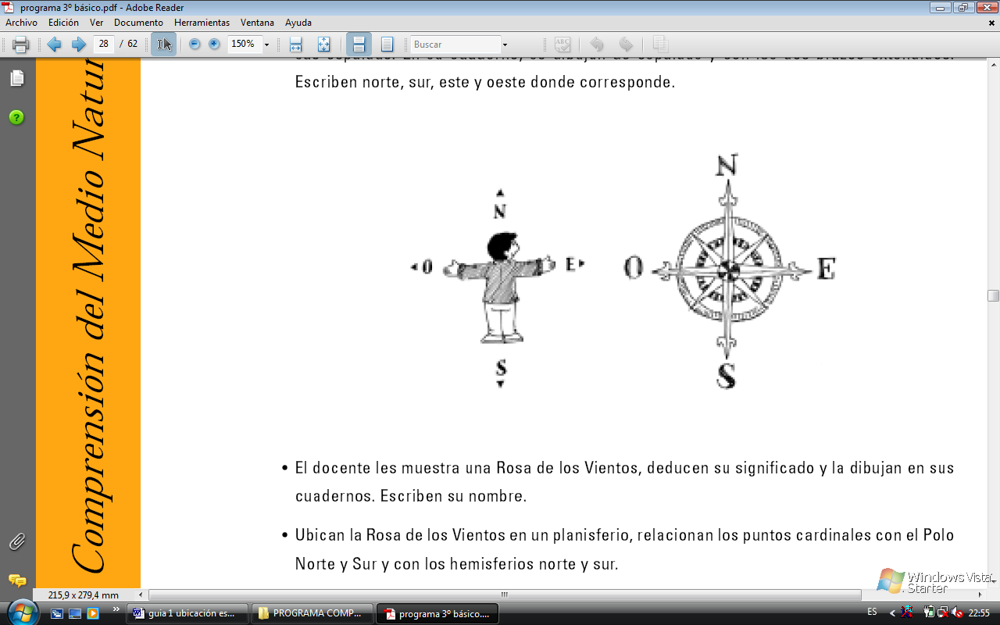 programa 3º básico.pdf - Adobe Reader
Archivo Edición Ver Documento Herramientas Ventana Ayuda
28 / 62 150% Buscar
Escriben norte, sur, este y oeste donde corresponde.
N
N
O E
O E
S
S
Comprensión del Medio Natur
• El docente les muestra una Rosa de los Vientos, deducen su significado y la dibujan en sus
cuadernos. Escriben su nombre.
• Ubican la Rosa de los Vientos en un planisferio, relacionan los puntos cardinales con el Polo
Norte y Sur y con los hemisferios norte y sur.
Windows Vista
Starter
215,9 x 279,4 mm
guia 1 ubicación es... PROGRAMA COMP... programa 3º básico.... ES 22:55